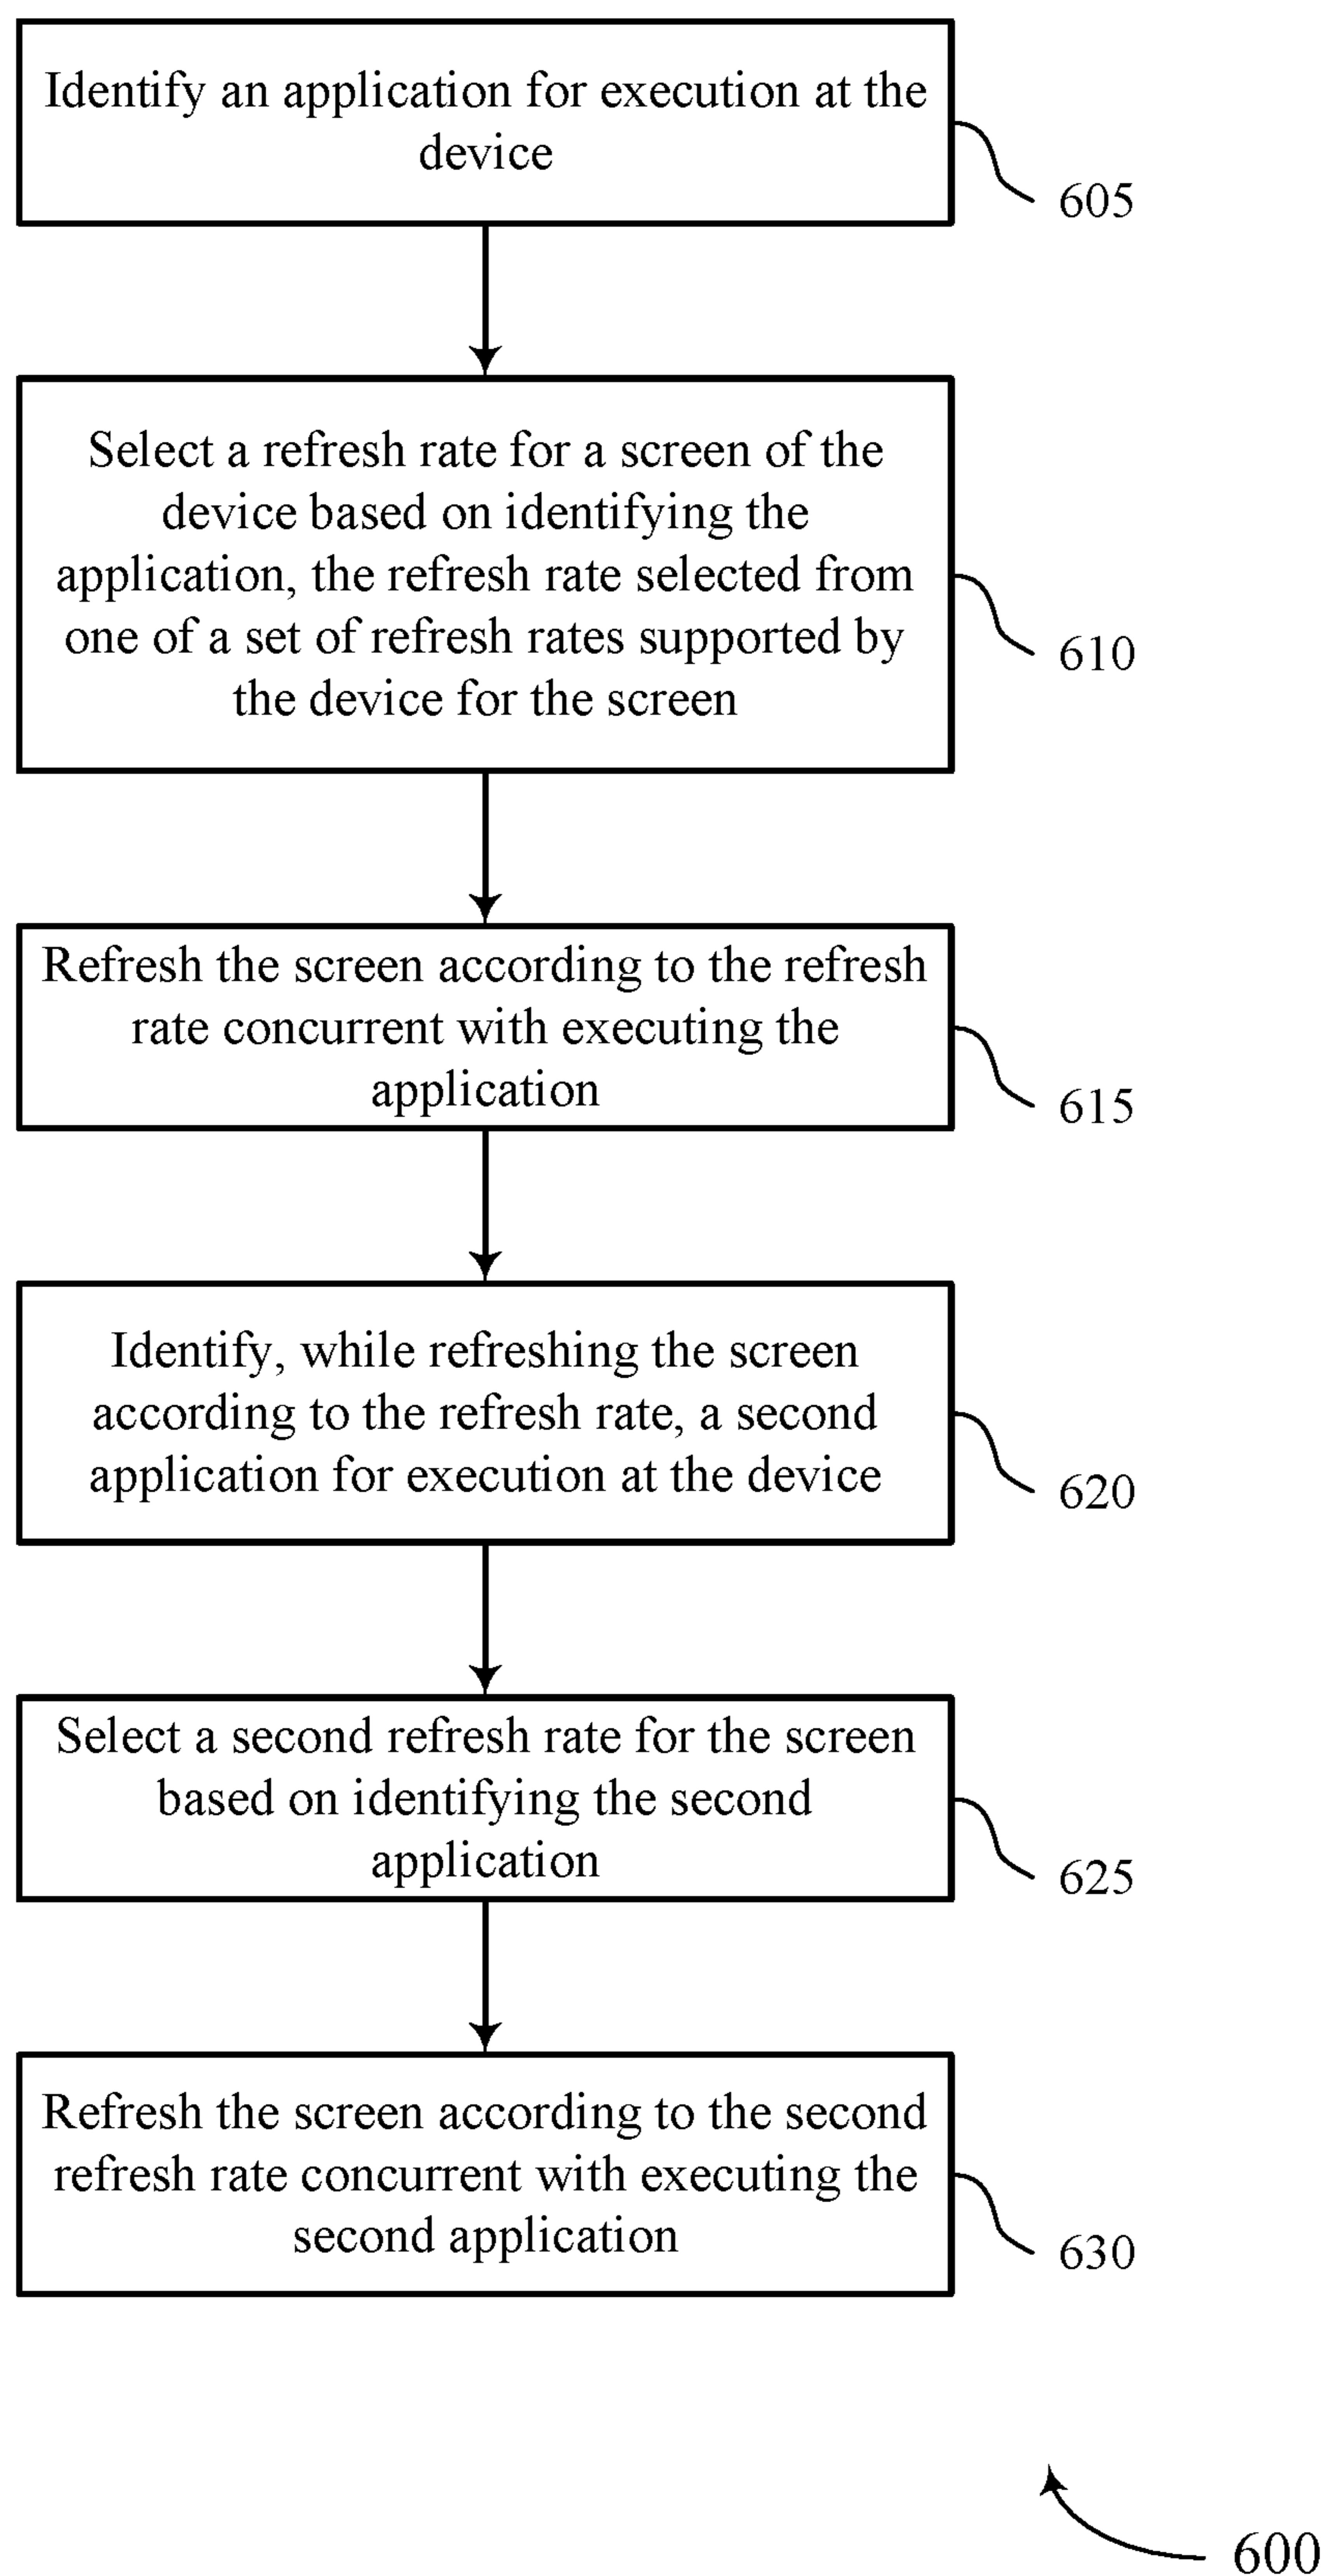 Identify an application for execution at the
device
605
Select a refresh rate for a screen of the
device based on identifying the
application, the refresh rate selected from
one of a set of refresh rates supported by
the device for the screen
610
Refresh the screen according to the refresh
rate concurrent with executing the
application
615
Identify, while refreshing the screen
according to the refresh rate, a second
application for execution at the device
620
Select a second refresh rate for the screen
based on identifying the second
application
625
Refresh the screen according to the second
refresh rate concurrent with executing the
second application
630
600